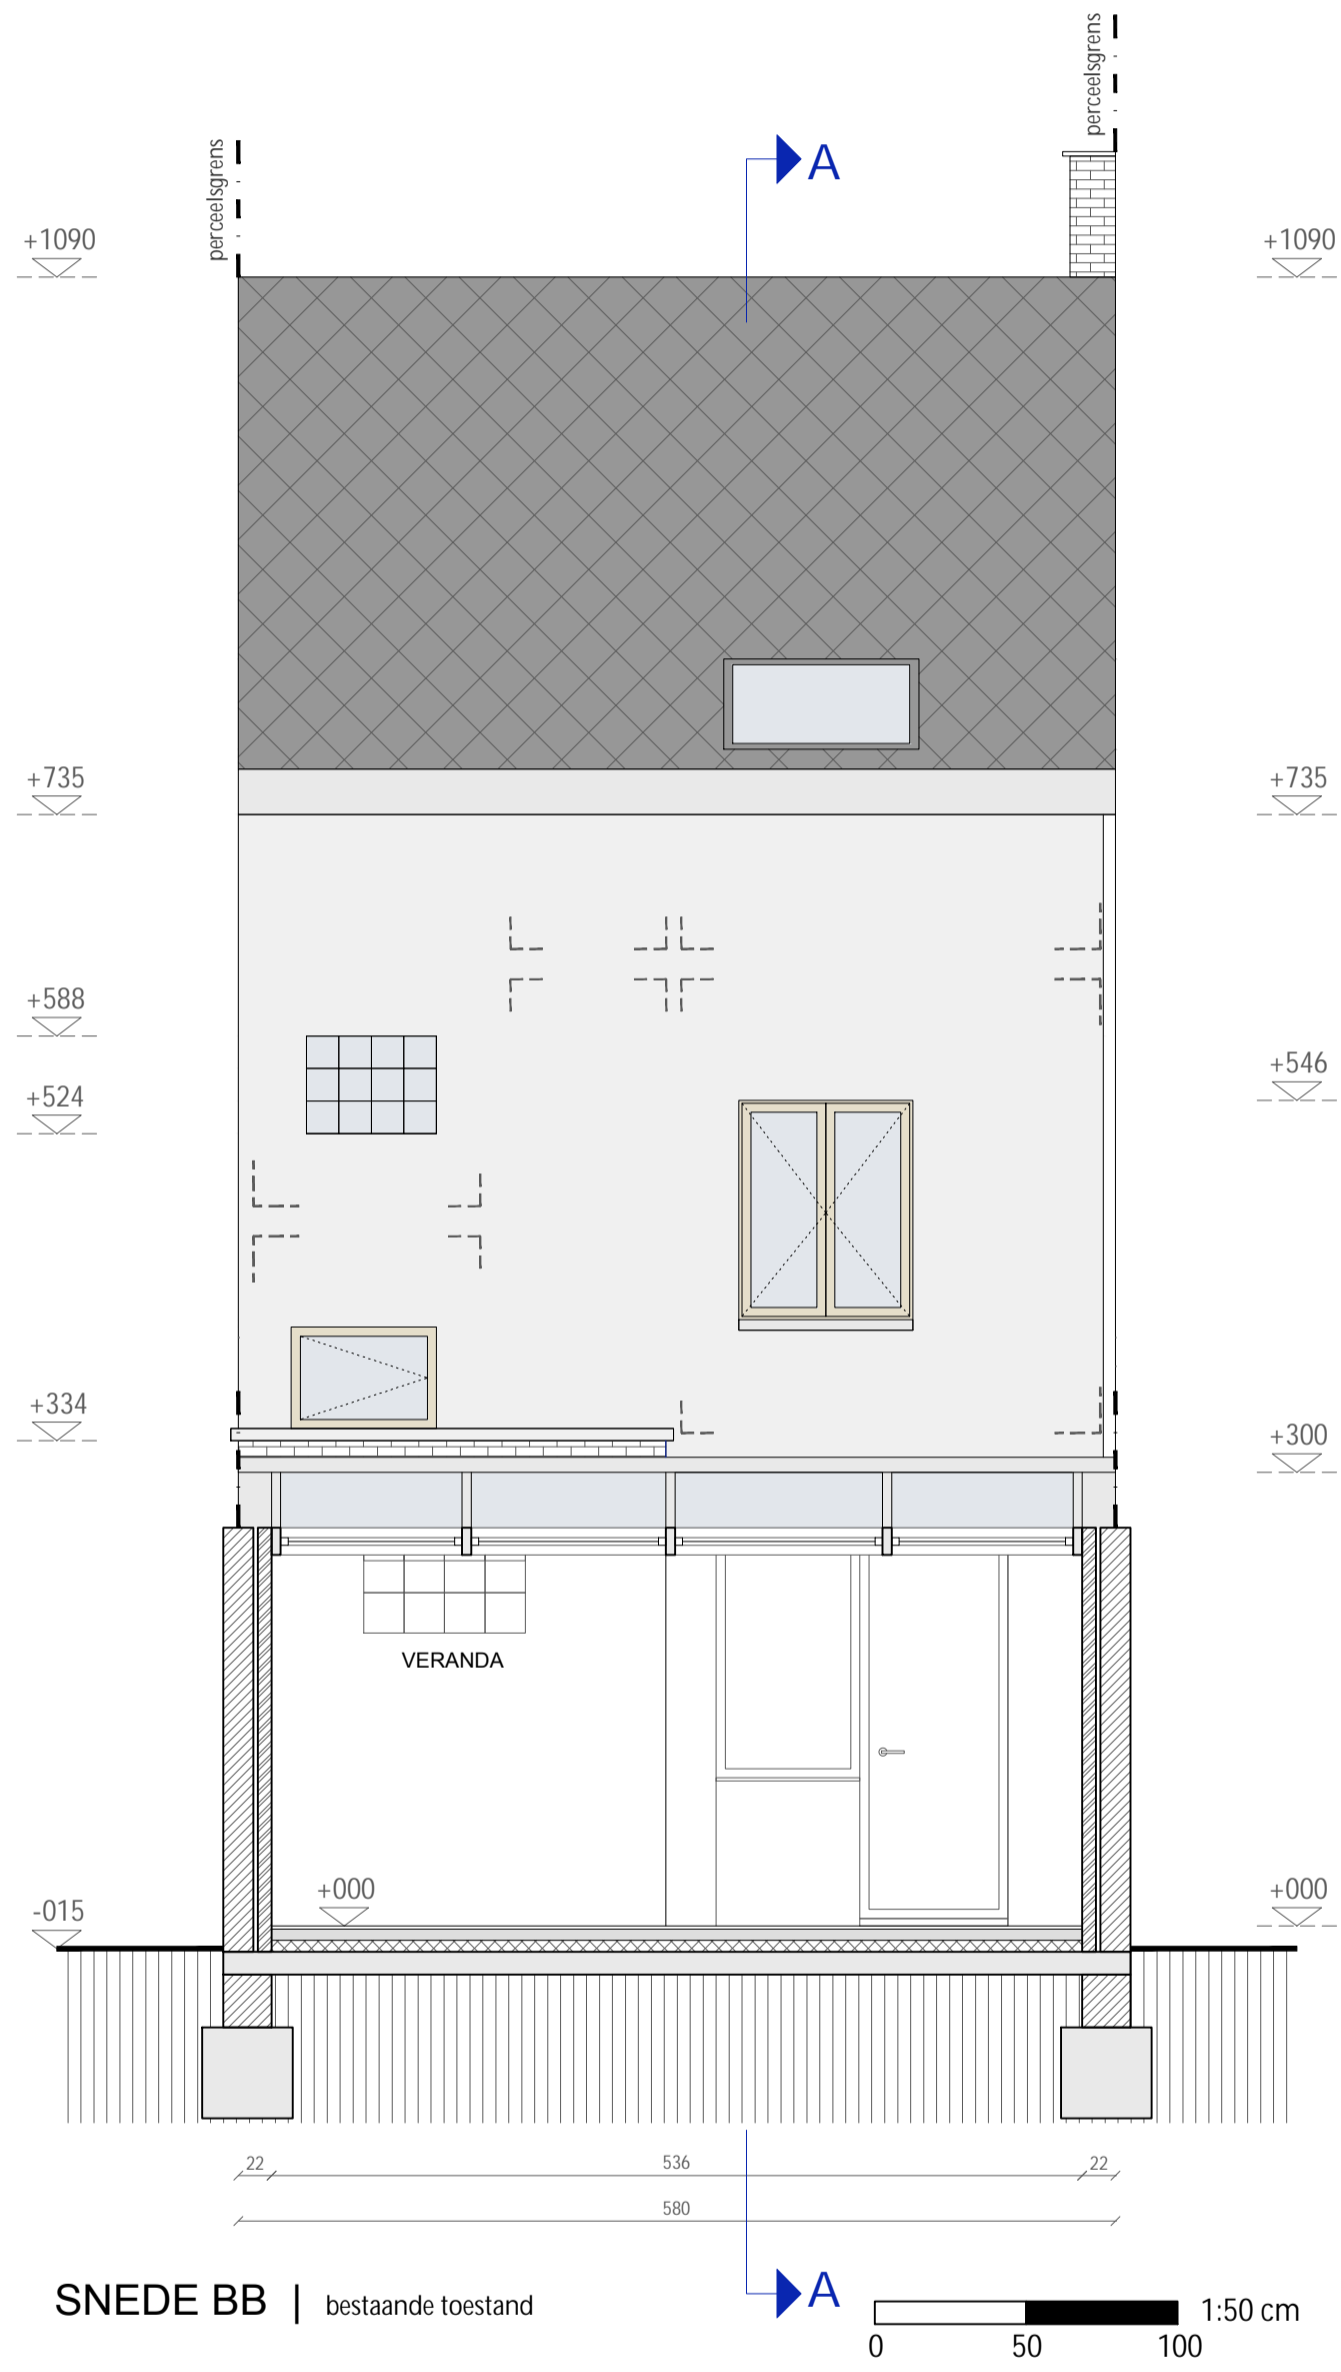 perceelsgrens
perceelsgrens
A
+1090
+1090
+735
+735
+588
+546
+524
+334
+300
VERANDA
+000
-015
+000
22
536
22
580
A
SNEDE BB | bestaande toestand
1:50 cm
0 50 100